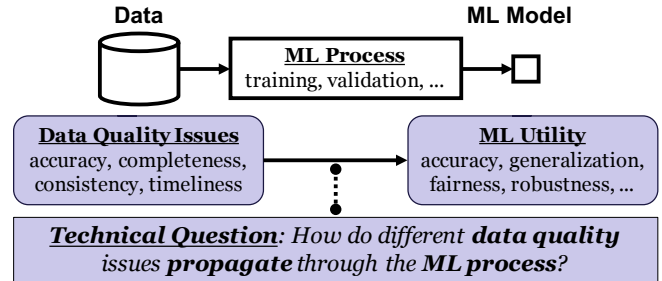 Data
ML Model
ML Process
training, validation, ...
Data Quality Issues
accuracy, completeness,
consistency, timeliness
ML Utility
accuracy, generalization,
fairness, robustness, ...
Technical Question: How do different data quality
issues propagate through the ML process?